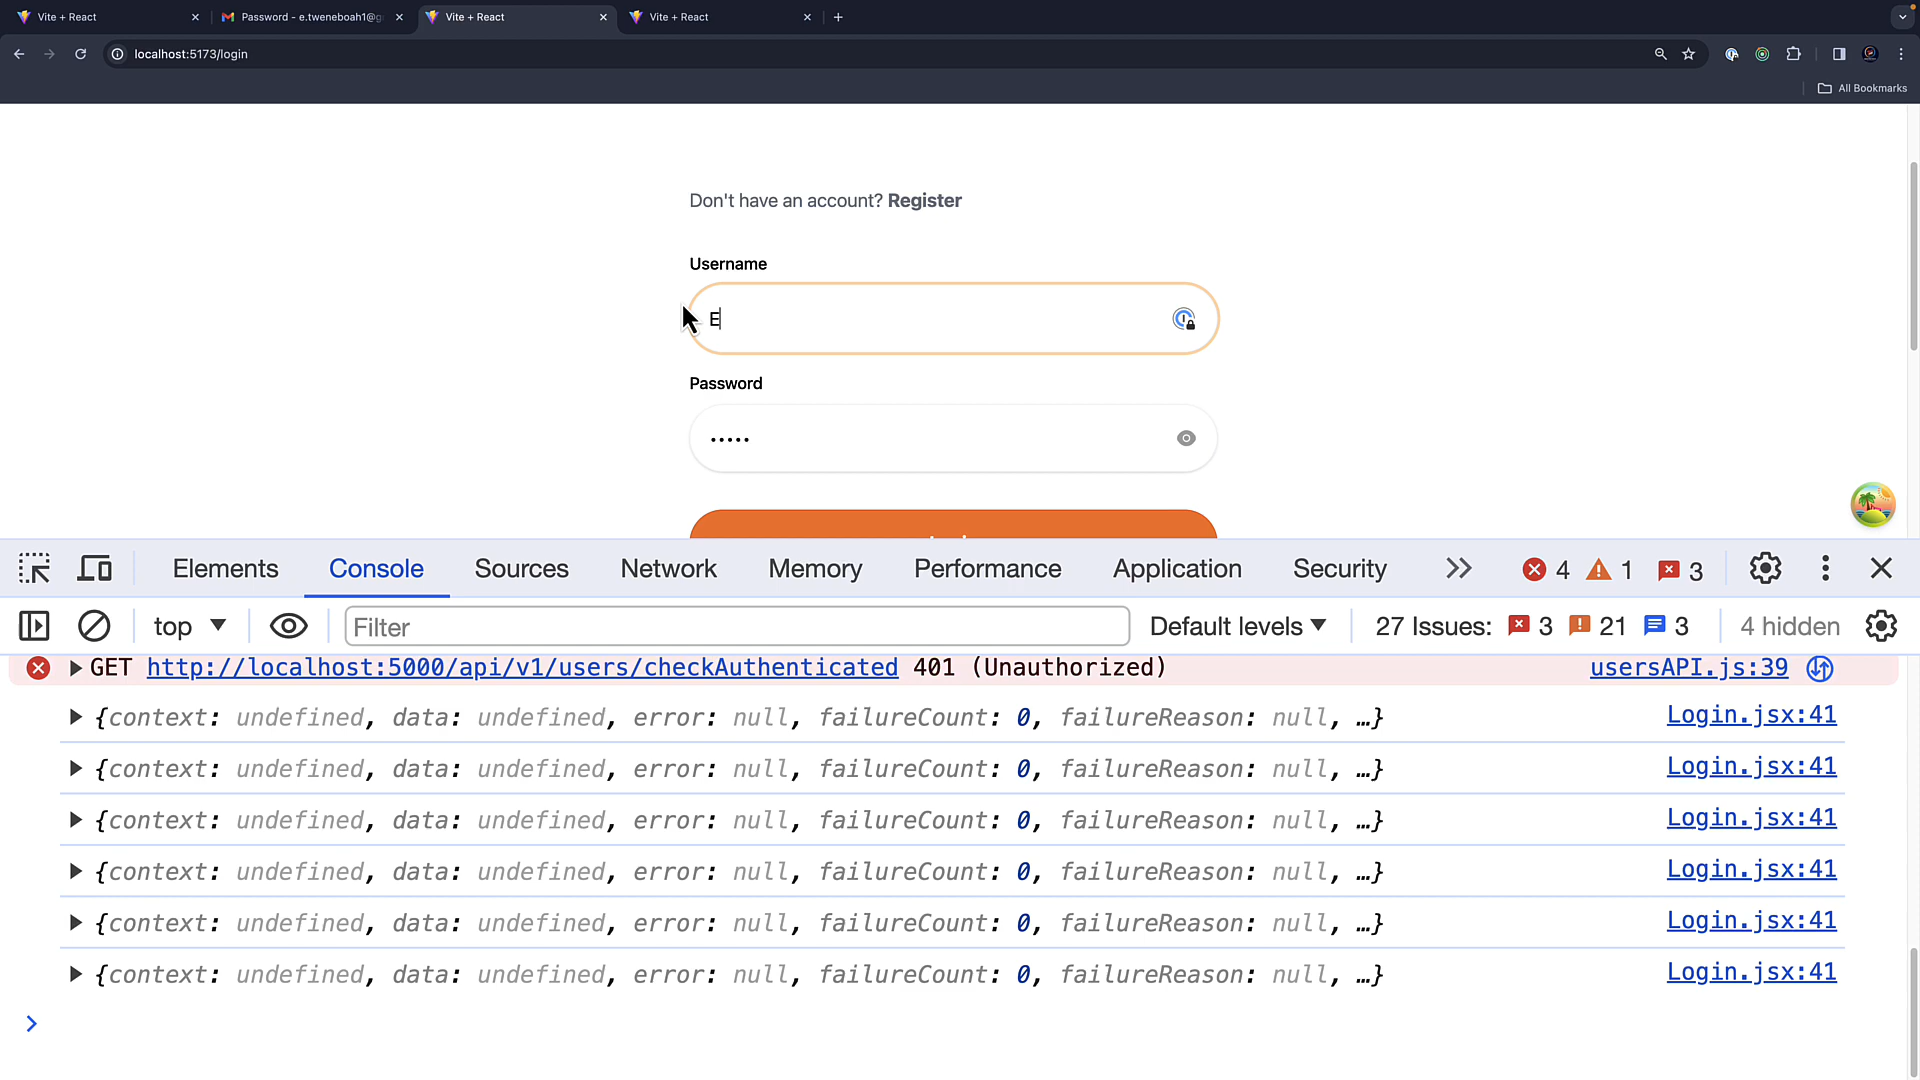 Vite + React
Password - e.tweneboah1@g
Vite + React
Vite + React
localhost:5173/login
All Bookmarks
Don't have an account? Register
Username
E
Password
•••••
Elements Console Sources Network Memory Performance Application Security 4 1 3
top Filter Default levels 27 Issues: 3 21 3 4 hidden
GET http://localhost:5000/api/v1/users/checkAuthenticated 401 (Unauthorized) usersAPI.js:39
{context: undefined, data: undefined, error: null, failureCount: 0, failureReason: null, …} Login.jsx:41
{context: undefined, data: undefined, error: null, failureCount: 0, failureReason: null, …} Login.jsx:41
{context: undefined, data: undefined, error: null, failureCount: 0, failureReason: null, …} Login.jsx:41
{context: undefined, data: undefined, error: null, failureCount: 0, failureReason: null, …} Login.jsx:41
{context: undefined, data: undefined, error: null, failureCount: 0, failureReason: null, …} Login.jsx:41
{context: undefined, data: undefined, error: null, failureCount: 0, failureReason: null, …} Login.jsx:41